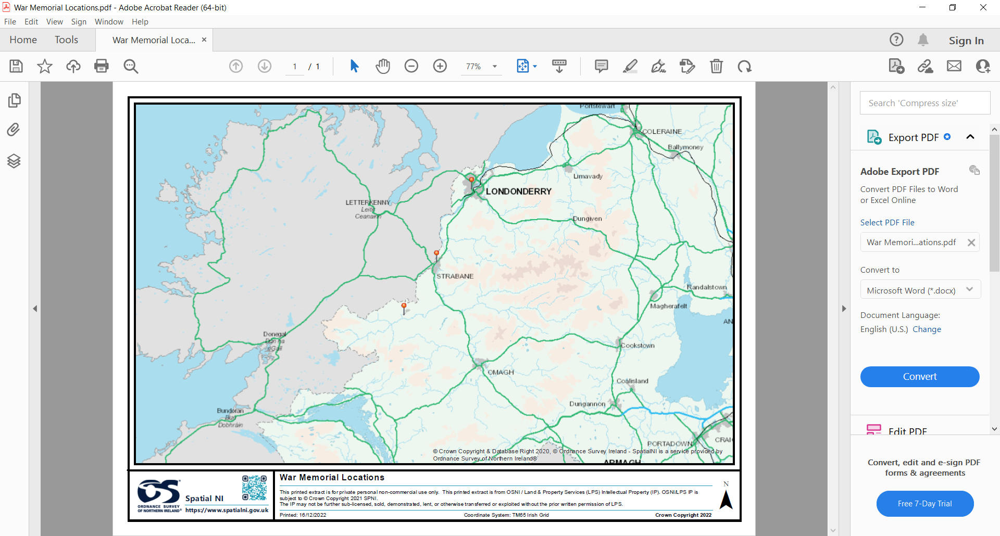 War Memorial Locations.pdf - Adobe Acrobat Reader (64-bit)
File Edit View Sign Window Help
Home Tools War Memorial Loca... × Sign In
1 / 1 77%
Search 'Compress size'
Export PDF
Adobe Export PDF
Convert PDF Files to Word
or Excel Online
Select PDF File
War Memori...ations.pdf
Convert to
Microsoft Word (*.docx)
Document Language:
English (U.S.) Change
Convert
Edit PDF
Convert, edit and e-sign PDF
forms & agreements
Free 7-Day Trial
Portstewart
COLERAINE
Ballymoney
Limavady
LONDONDERRY
LETTERKENNY
Leitir
Ceanainn
Dungiven
STRABANE
Randalstown
Magherafelt
AN
Donegal
Dún na
nGall
Cookstown
OMAGH
Coalisland
Dungannon
Bundoran
Bun
Dobhráin
PORTADOWN
CRAI
ARMAGH
© Crown Copyright & Database Right 2020, © Ordnance Survey Ireland - SpatialNI is a service provided by
Ordnance Survey of Northern Ireland®
OS
ORDNANCE SURVEY
OF NORTHERN IRELAND®
Spatial NI
https://www.spatialni.gov.uk
War Memorial Locations
This printed extract is for private personal non-commercial use only. This printed extract is from OSNI / Land & Property Services (LPS) Intellectual Property (IP). OSNI/LPS IP is
subject to © Crown Copyright 2021 SPNI.
The IP may not be further sub-licensed, sold, demonstrated, lent, or otherwise transferred or exploited without the prior written permission of LPS.
Printed: 16/12/2022 Coordinate System: TM65 Irish Grid Crown Copyright 2022
N